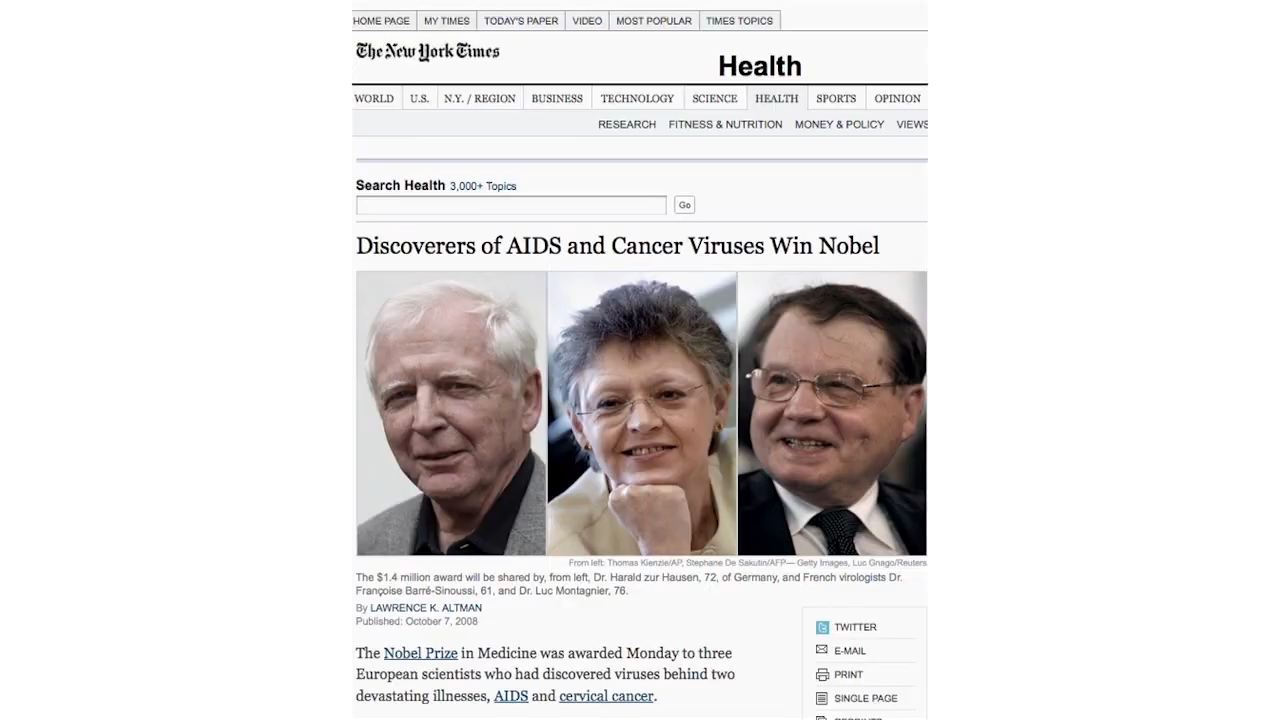 HOME PAGE MY TIMES TODAY'S PAPER VIDEO MOST POPULAR TIMES TOPICS
The New York Times
Health
WORLD U.S. N.Y. / REGION BUSINESS TECHNOLOGY SCIENCE HEALTH SPORTS OPINION
RESEARCH FITNESS & NUTRITION MONEY & POLICY VIEWS
Search Health 3,000+ Topics
Go
Discoverers of AIDS and Cancer Viruses Win Nobel
From left: Thomas Kienzle/AP, Stephane De Sakutin/AFP— Getty Images, Luc Gnago/Reuters
The $1.4 million award will be shared by, from left, Dr. Harald zur Hausen, 72, of Germany, and French virologists Dr.
Françoise Barré-Sinoussi, 61, and Dr. Luc Montagnier, 76.
By LAWRENCE K. ALTMAN
Published: October 7, 2008
The Nobel Prize in Medicine was awarded Monday to three
European scientists who had discovered viruses behind two
devastating illnesses, AIDS and cervical cancer.
TWITTER
E-MAIL
PRINT
SINGLE PAGE